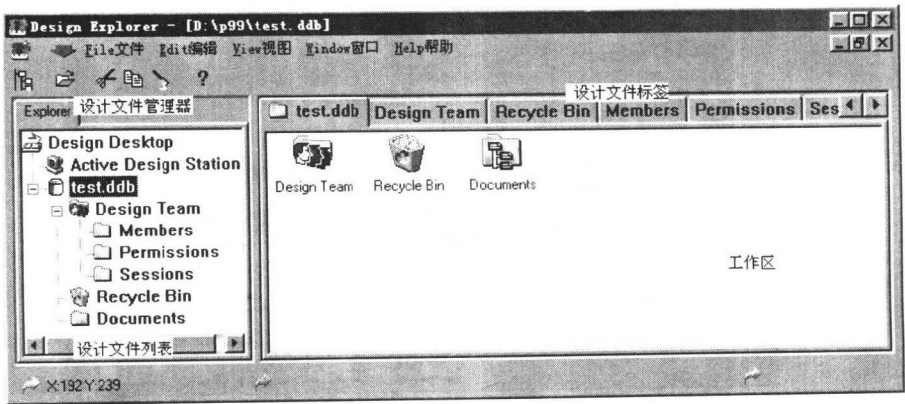 Design Explorer - [D:\p99\test.ddb]
File文件 Edit编辑 View视图 Window窗口 Help帮助
?
Explorer 设计文件管理器
设计文件标签
test.ddb Design Team Recycle Bin Members Permissions Ses
Design Desktop
Active Design Station
test.ddb
Design Team
Members
Permissions
Sessions
Recycle Bin
Documents
设计文件列表
Design Team Recycle Bin Documents
工作区
X:192 Y:239